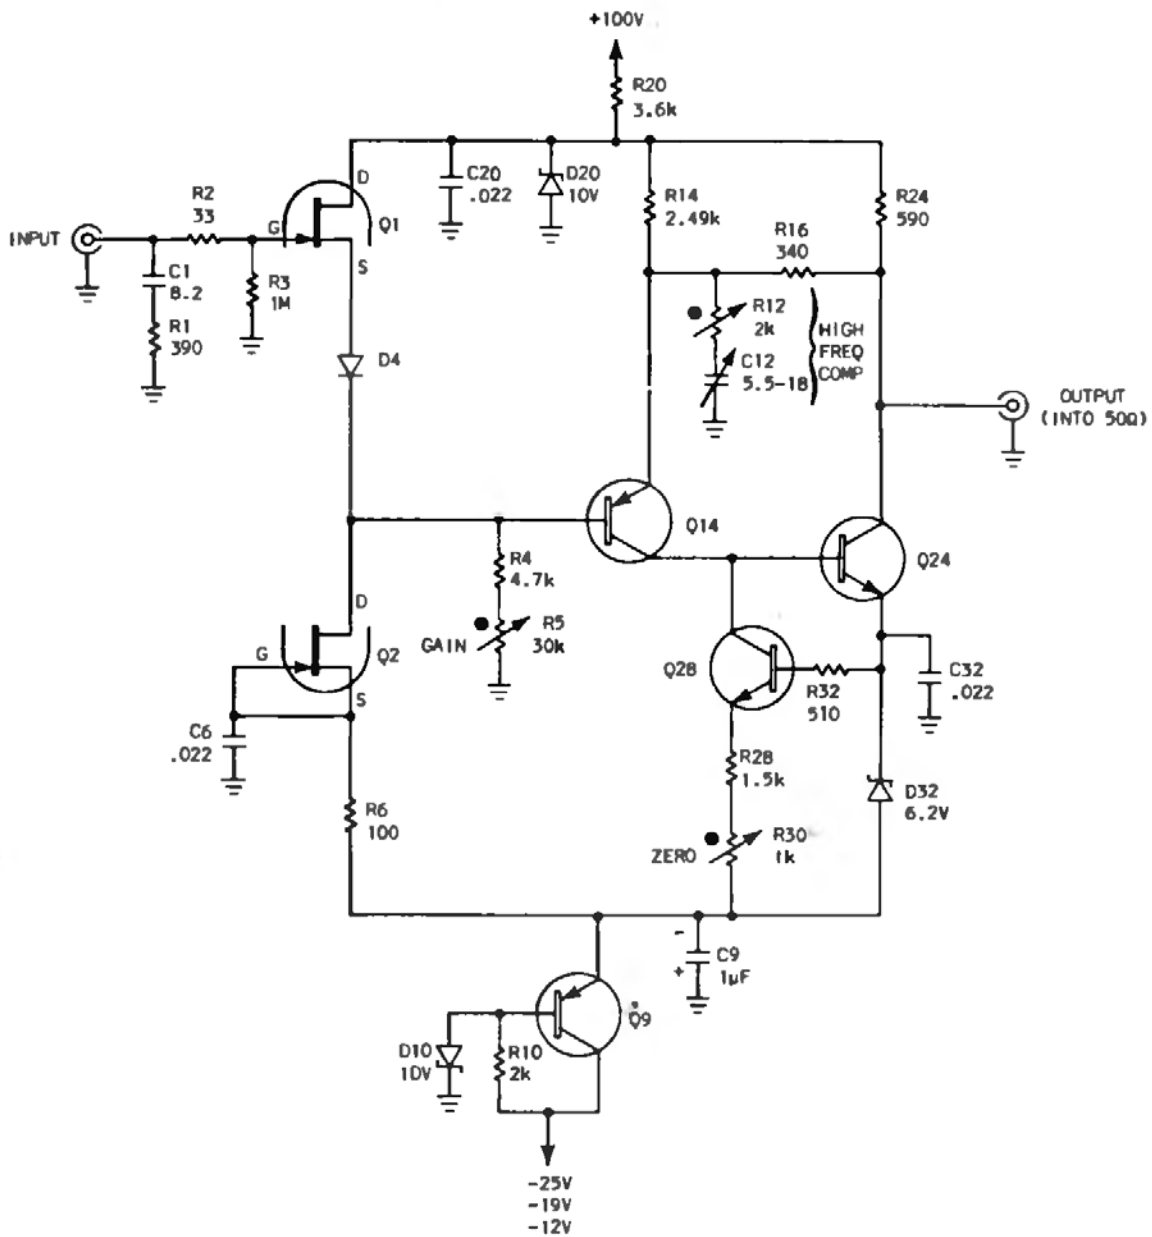 +100V
R20
3.6k
D
C20
.022
D20
10V
R14
2.49k
R24
590
R2
33
G
Q1
INPUT
R16
340
S
C1
8.2
R3
1M
R12
2k
HIGH
FREQ
COMP
R1
390
D4
C12
5.5-18
OUTPUT
(INTO 50Ω)
Q14
R4
4.7k
Q24
D
G
Q2
GAIN
R5
30k
Q28
R32
510
C32
.022
S
C6
.022
R28
1.5k
D32
6.2V
R6
100
ZERO
R30
1k
-
+
C9
1μF
Q9
D10
10V
R10
2k
-25V
-19V
-12V